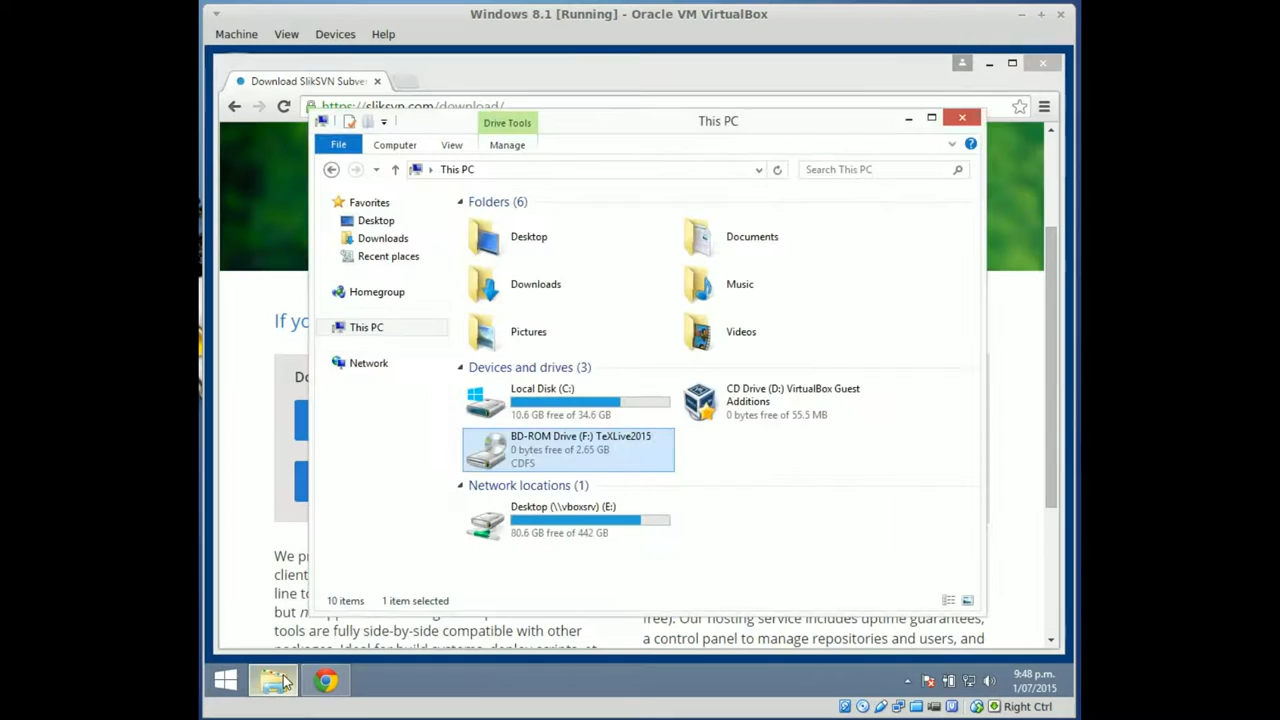 Windows 8.1 [Running] - Oracle VM VirtualBox
Machine View Devices Help
Download SlikSVN Subve
https://sliksvn.com/download/
Drive Tools
This PC
File Computer View Manage
This PC
Search This PC
Favorites
Desktop
Downloads
Recent places
Homegroup
This PC
Network
Folders (6)
Desktop
Documents
Downloads
Music
Pictures
Videos
Devices and drives (3)
Local Disk (C:)
10.6 GB free of 34.6 GB
CD Drive (D:) VirtualBox Guest
Additions
0 bytes free of 55.5 MB
BD-ROM Drive (F:) TeXLive2015
0 bytes free of 2.65 GB
CDFS
Network locations (1)
Desktop (\\vboxsrv) (E:)
80.6 GB free of 442 GB
10 items 1 item selected
If yo
Do
We pr
client
line to
but n
tools are fully side-by-side compatible with other
free). Our hosting service includes uptime guarantees,
a control panel to manage repositories and users, and
9:48 p.m.
1/07/2015
Right Ctrl